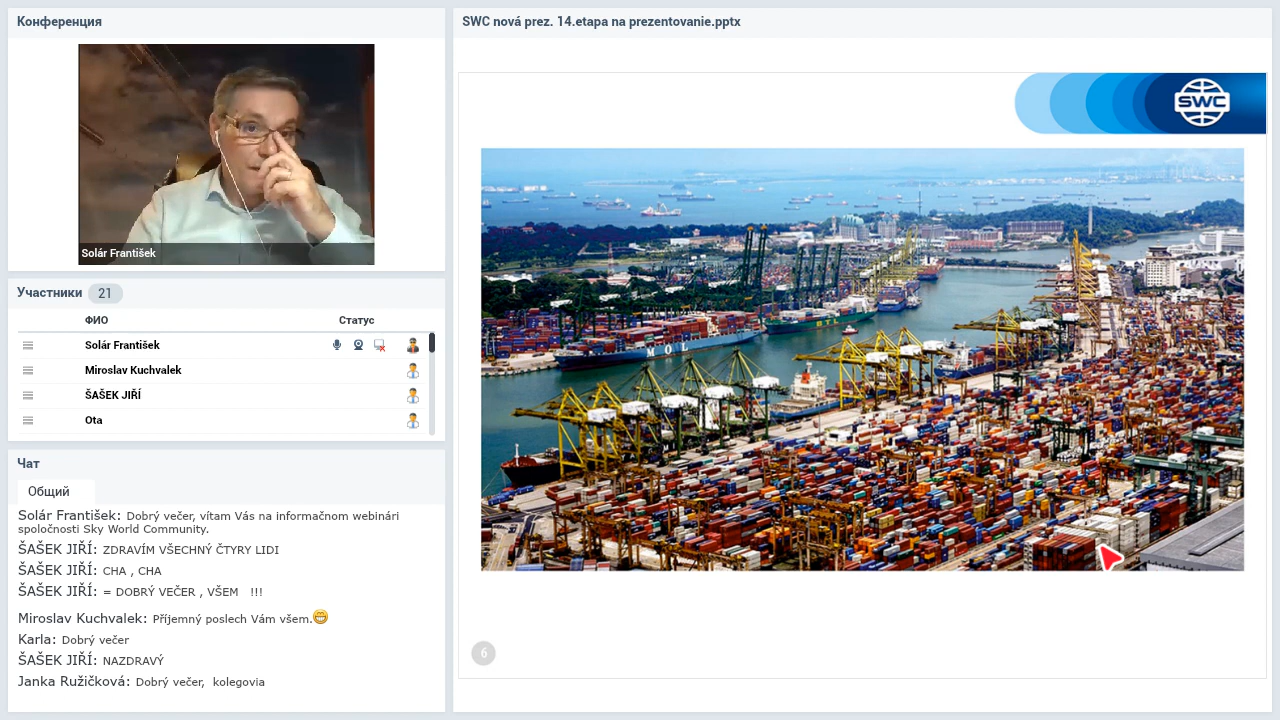 Конференция
Solár František
Участники 21
ФИО Статус
Solár František
Miroslav Kuchvalek
ŠAŠEK JIŘÍ
Ota
Чат
Общий
Solár František: Dobrý večer, vítam Vás na informačnom webinári
spoločnosti Sky World Community.
ŠAŠEK JIŘÍ: ZDRAVÍM VŠECHNÝ ČTYRY LIDI
ŠAŠEK JIŘÍ: CHA , CHA
ŠAŠEK JIŘÍ: = DOBRÝ VEČER , VŠEM !!!
Miroslav Kuchvalek: Příjemný poslech Vám všem.
Karla: Dobrý večer
ŠAŠEK JIŘÍ: NAZDRAVÝ
Janka Ružičková: Dobrý večer, kolegovia
SWC nová prez. 14.etapa na prezentovanie.pptx
SWC
MOL
6